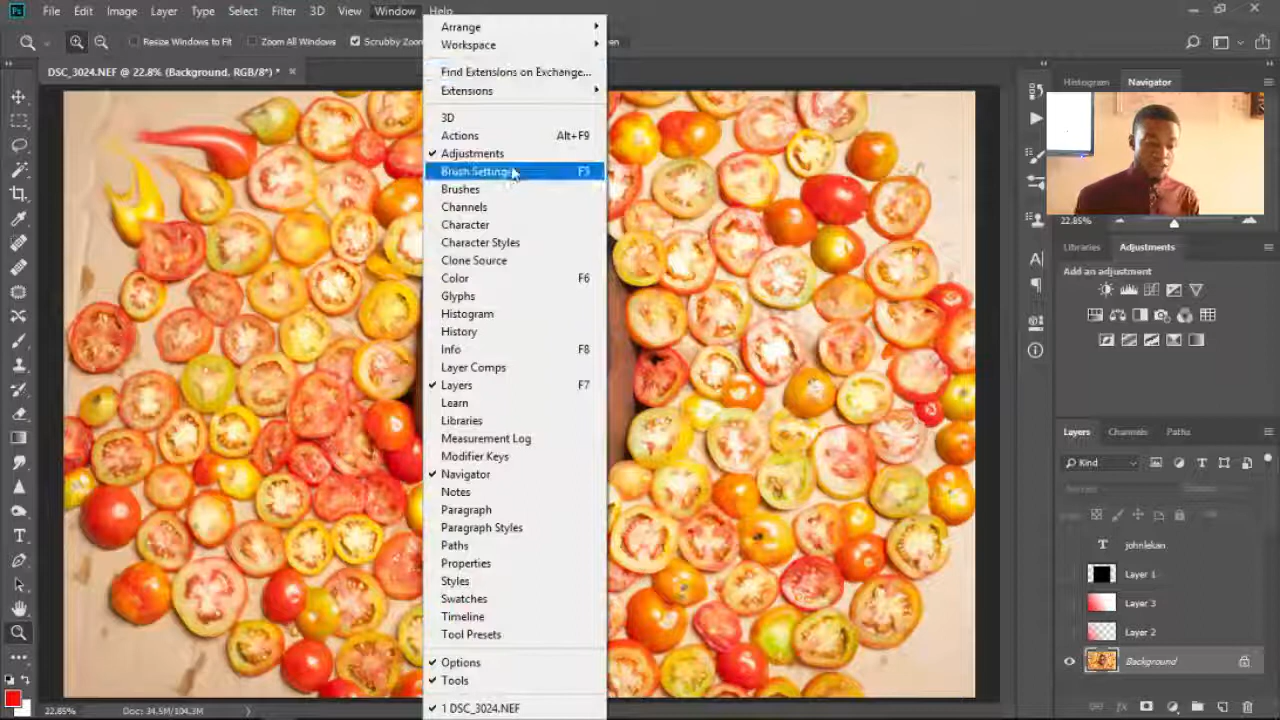 Ps File Edit Image Layer Type Select Filter 3D View Window Help
Resize Windows to Fit Scrubby Zoom All Windows
DSC_3024.NEF @ 22.8% (Background, RGB/8*) * ×
Arrange
Workspace
Find Extensions on Exchange...
Extensions
3D
Actions Alt+F9
Adjustments
Brush Settings F5
Brushes
Channels
Character
Character Styles
Clone Source
Color F6
Glyphs
Histogram
History
Info F8
Layer Comps
Layers F7
Learn
Libraries
Measurement Log
Modifier Keys
Navigator
Notes
Paragraph
Paragraph Styles
Paths
Properties
Styles
Swatches
Timeline
Tool Presets
Options
Tools
1 DSC_3024.NEF
Histogram Navigator
22.85%
Libraries Adjustments
Add an adjustment
Layers Channels Paths
Kind
T johnlekan
Layer 1
Layer 3
Layer 2
Background
22.85% Doc: 34.5M/104.3M